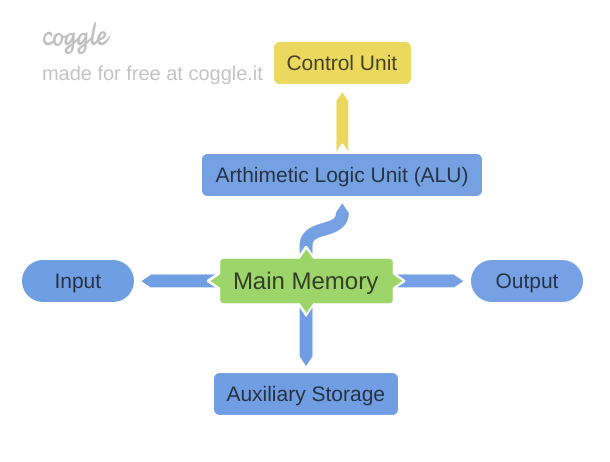 coggle
made for free at coggle.it
Control Unit
Arthimetic Logic Unit (ALU)
Input
Main Memory
Output
Auxiliary Storage